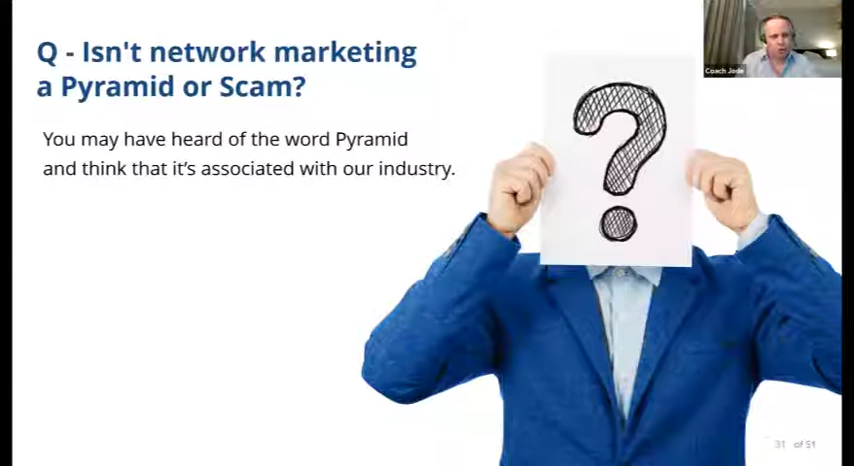 Q - Isn't network marketing
a Pyramid or Scam?
You may have heard of the word Pyramid
and think that it’s associated with our industry.
Coach Jode
?
31 of 51